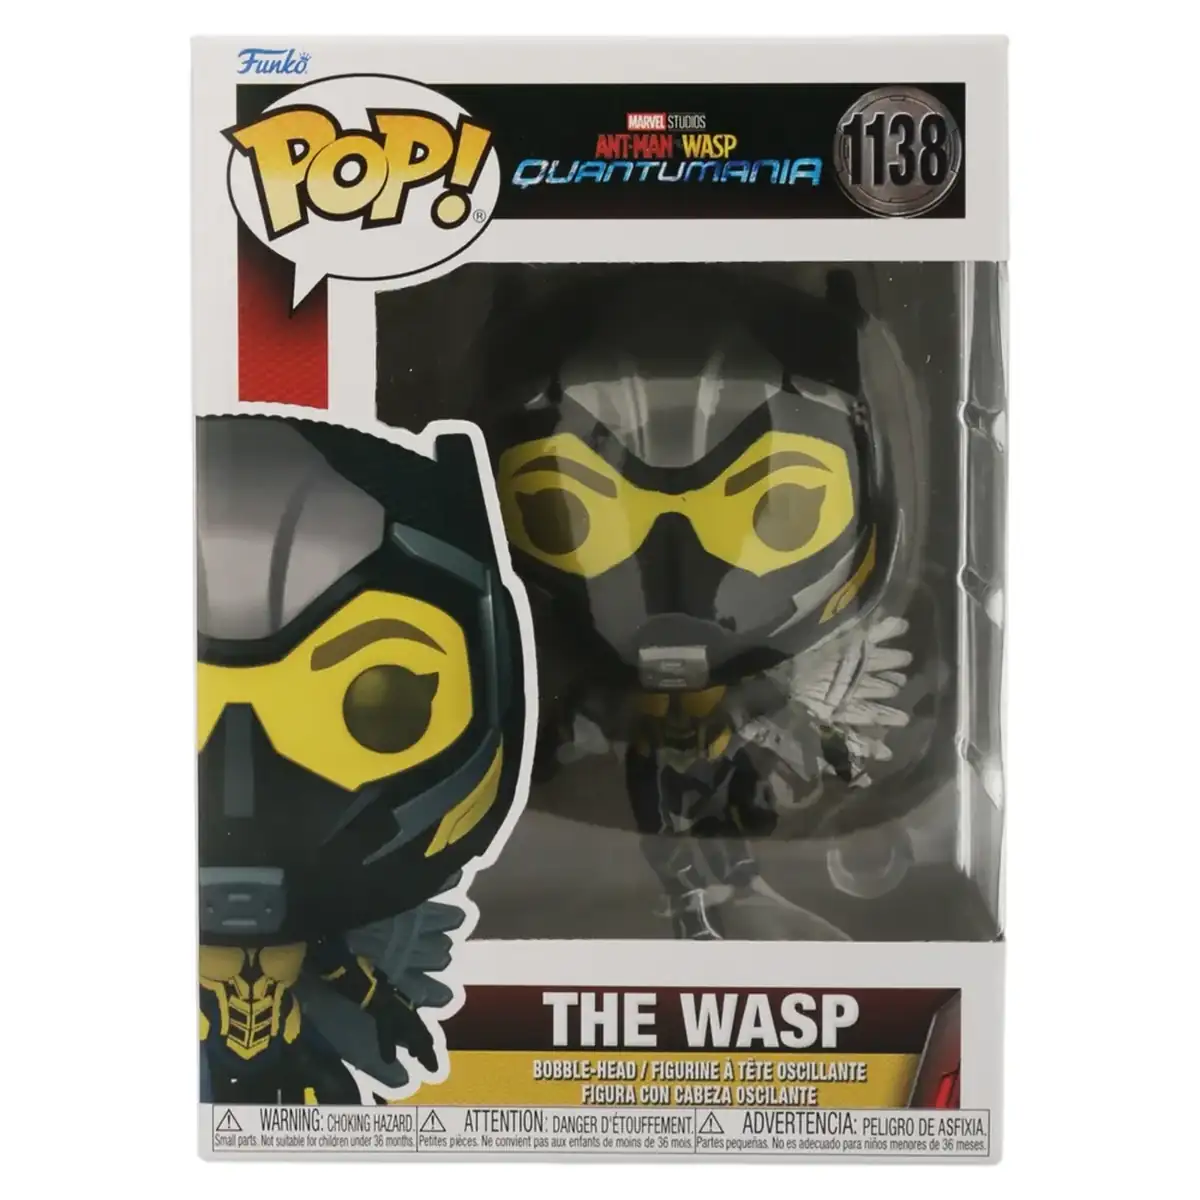 Funko
POP!®
MARVEL STUDIOS
ANT-MAN AND THE WASP
QUANTUMANIA
1138
THE WASP
BOBBLE-HEAD / FIGURINE À TÊTE OSCILLANTE
FIGURA CON CABEZA OSCILANTE
WARNING: CHOKING HAZARD.
Small parts. Not suitable for children under 36 months.
ATTENTION: DANGER D'ÉTOUFFEMENT.
Petites pièces. Ne convient pas aux enfants de moins de 36 mois.
ADVERTENCIA: PELIGRO DE ASFIXIA.
Partes pequeñas. No es adecuado para niños menores de 36 meses.